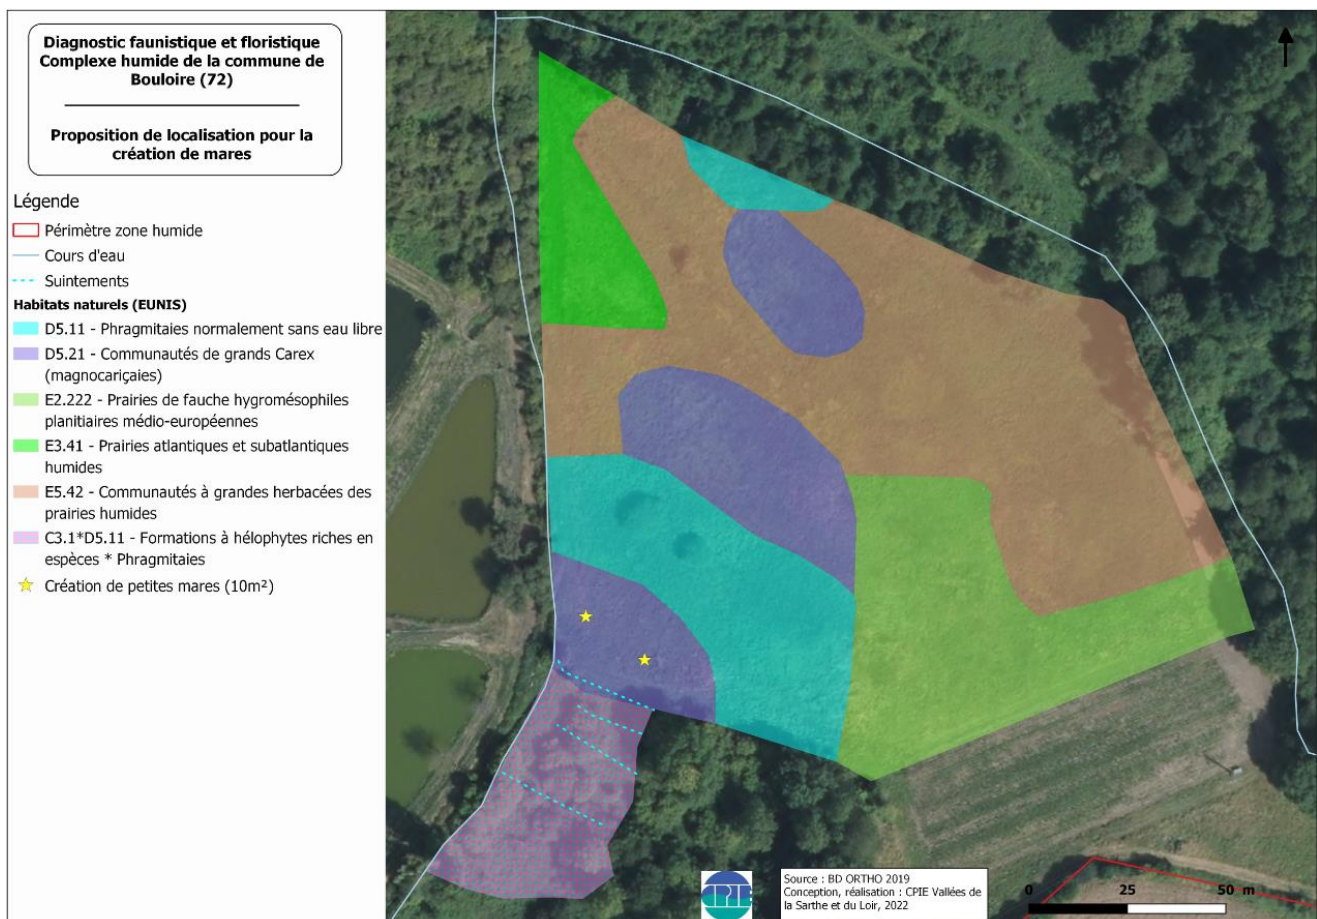 Diagnostic faunistique et floristique
Complexe humide de la commune de
Bouloire (72)
Proposition de localisation pour la
création de mares
Légende
Périmètre zone humide
Cours d'eau
Suintements
Habitats naturels (EUNIS)
D5.11 - Phragmitaies normalement sans eau libre
D5.21 - Communautés de grands Carex
(magnocariçaies)
E2.222 - Prairies de fauche hygromésophiles
planitiaires médio-européennes
E3.41 - Prairies atlantiques et subatlantiques
humides
E5.42 - Communautés à grandes herbacées des
prairies humides
C3.1*D5.11 - Formations à hélophytes riches en
espèces * Phragmitaies
Création de petites mares (10m²)
CPIE
Source : BD ORTHO 2019
Conception, réalisation : CPIE Vallées de
la Sarthe et du Loir, 2022
0 25 50 m